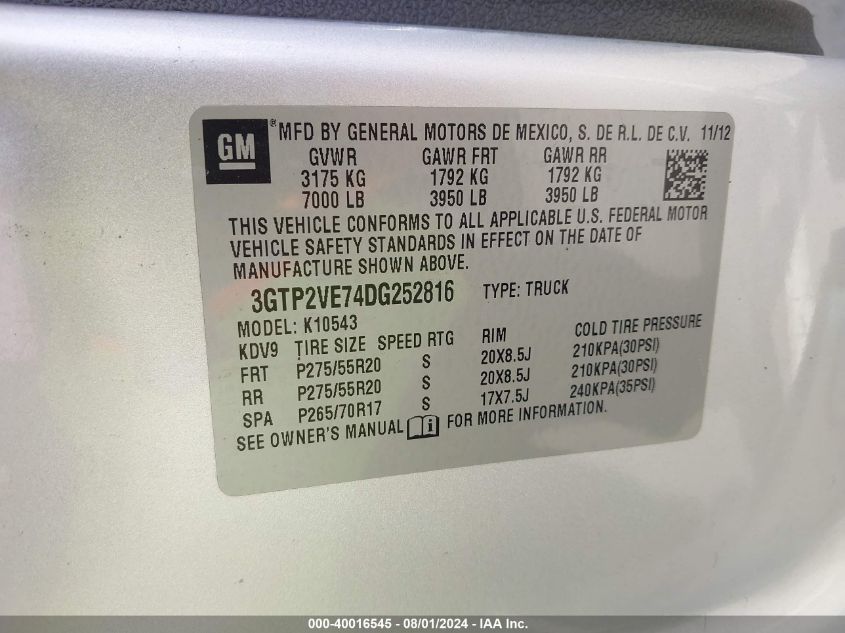 GM ® MFD BY GENERAL MOTORS DE MEXICO, S. DE R.L. DE C.V. 11/12
GVWR GAWR FRT GAWR RR
3175 KG 1792 KG 1792 KG
7000 LB 3950 LB 3950 LB
THIS VEHICLE CONFORMS TO ALL APPLICABLE U.S. FEDERAL MOTOR
VEHICLE SAFETY STANDARDS IN EFFECT ON THE DATE OF
MANUFACTURE SHOWN ABOVE.
3GTP2VE74DG252816 TYPE: TRUCK
MODEL: K10543
KDV9 TIRE SIZE SPEED RTG RIM COLD TIRE PRESSURE
FRT P275/55R20 S 20X8.5J 210KPA(30PSI)
RR P275/55R20 S 20X8.5J 210KPA(30PSI)
SPA P265/70R17 S 17X7.5J 240KPA(35PSI)
SEE OWNER'S MANUAL FOR MORE INFORMATION.
000-40016545 - 08/01/2024 - IAA Inc.